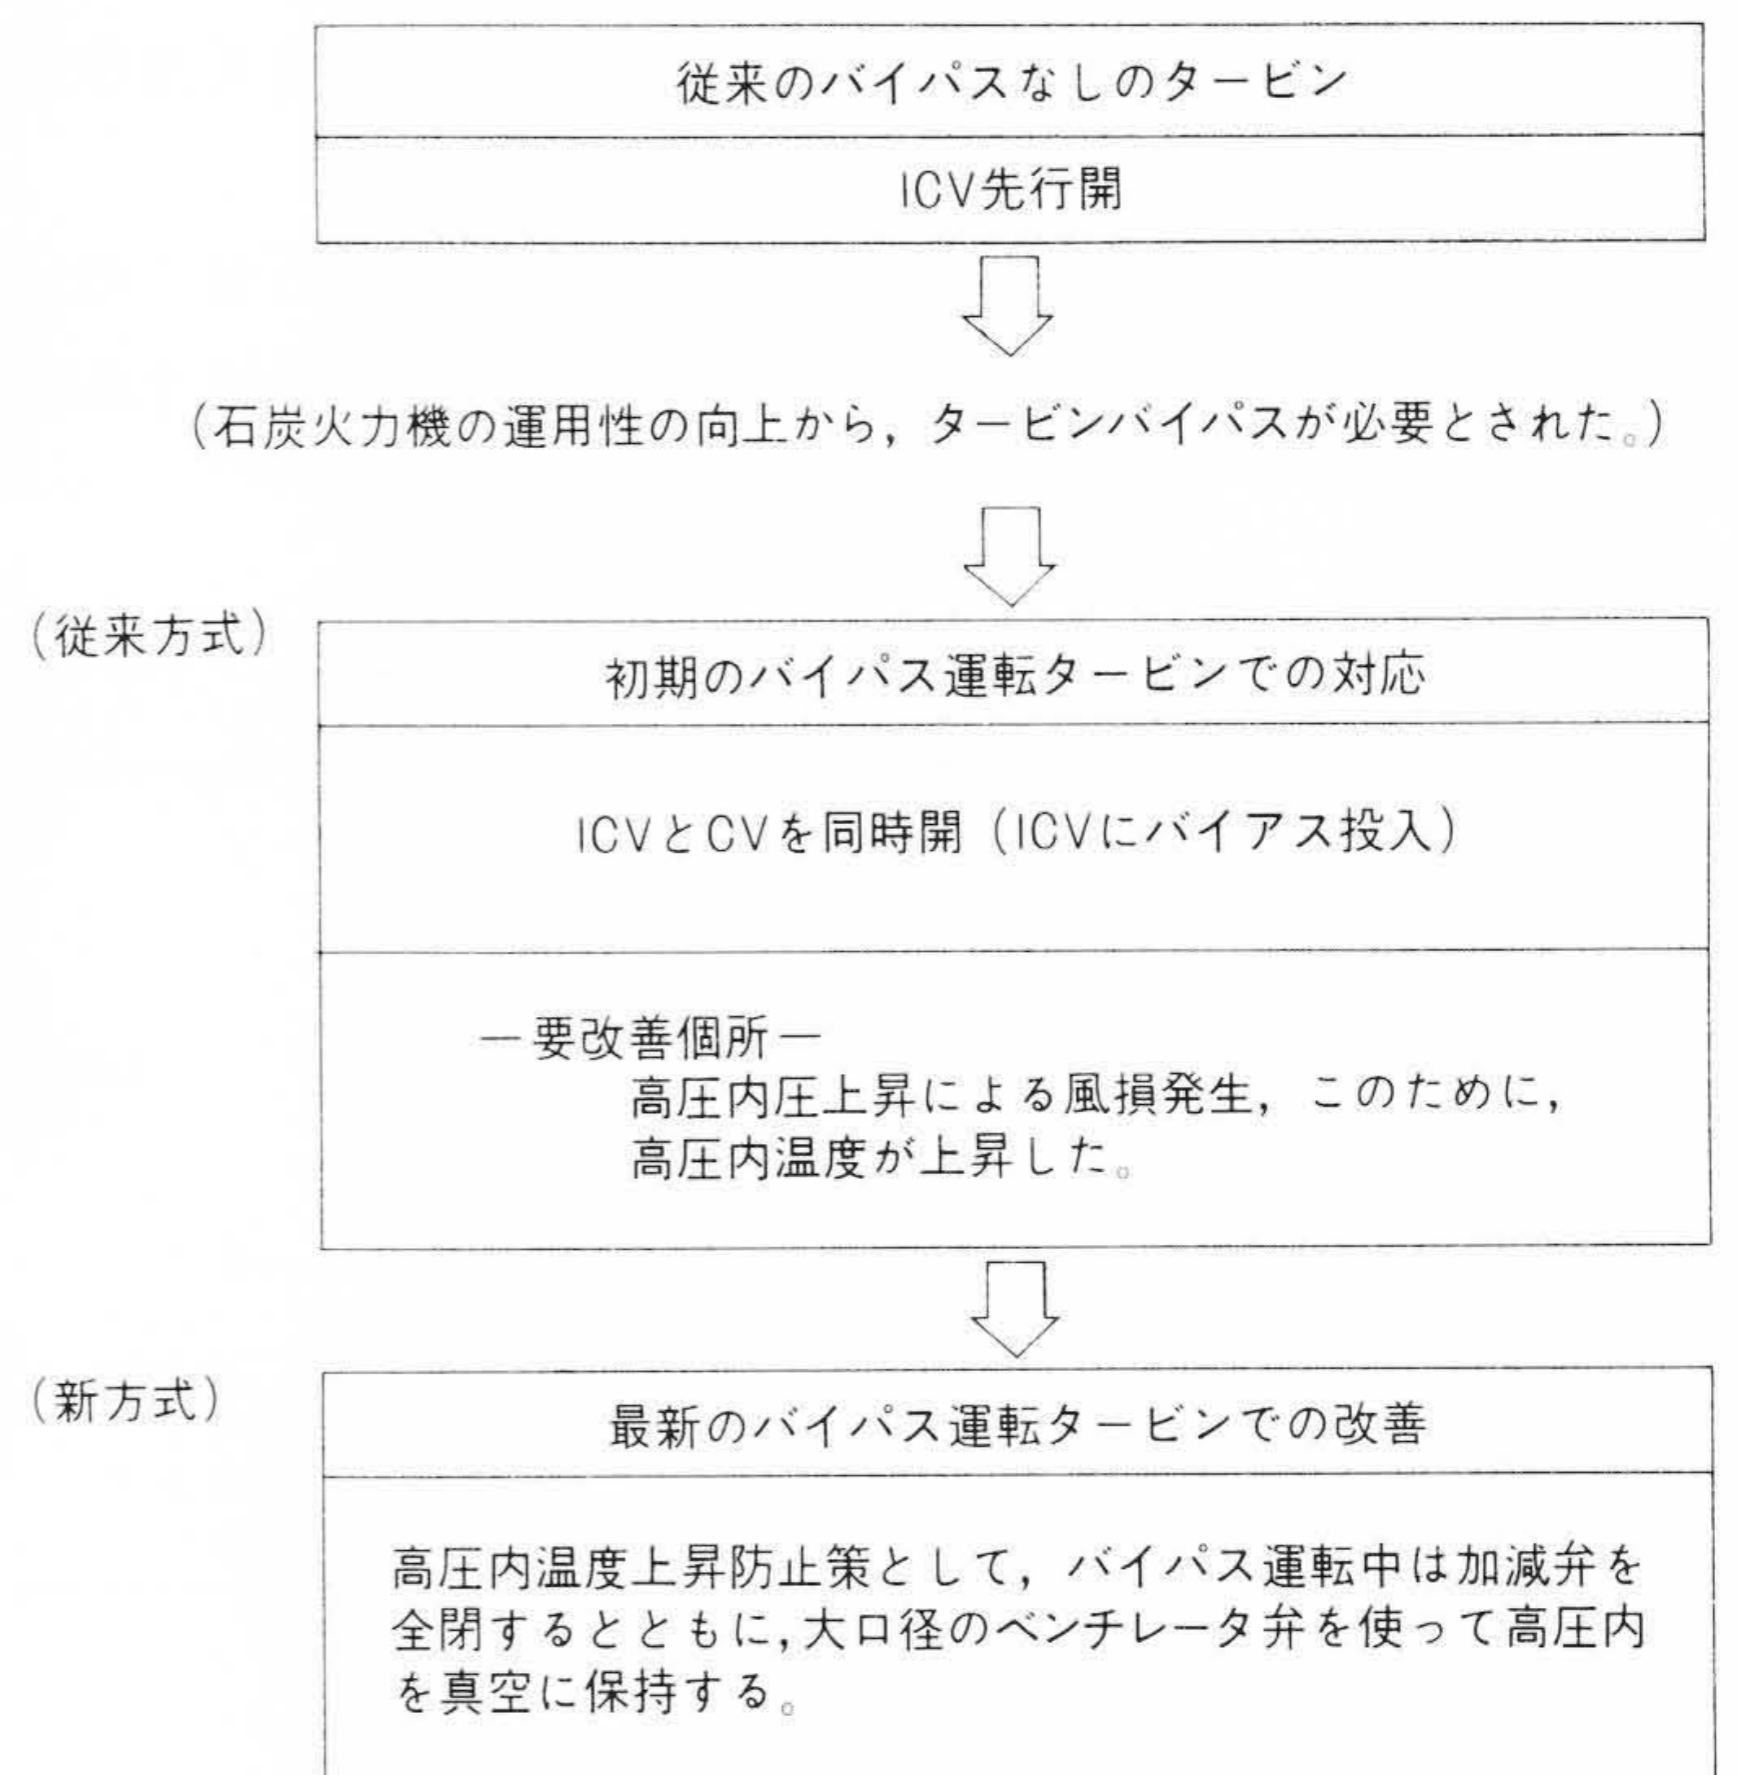 従来のバイパスなしのタービン
ICV先行開
(石炭火力機の運用性の向上から，タービンバイパスが必要とされた。)
(従来方式)
初期のバイパス運転タービンでの対応
ICVとCVを同時開(ICVにバイアス投入)
—要改善個所—
高圧内圧上昇による風損発生，このために，
高圧内温度が上昇した。
(新方式)
最新のバイパス運転タービンでの改善
高圧内温度上昇防止策として，バイパス運転中は加減弁を
全閉するとともに，大口径のベンチレータ弁を使って高圧内
を真空に保持する。